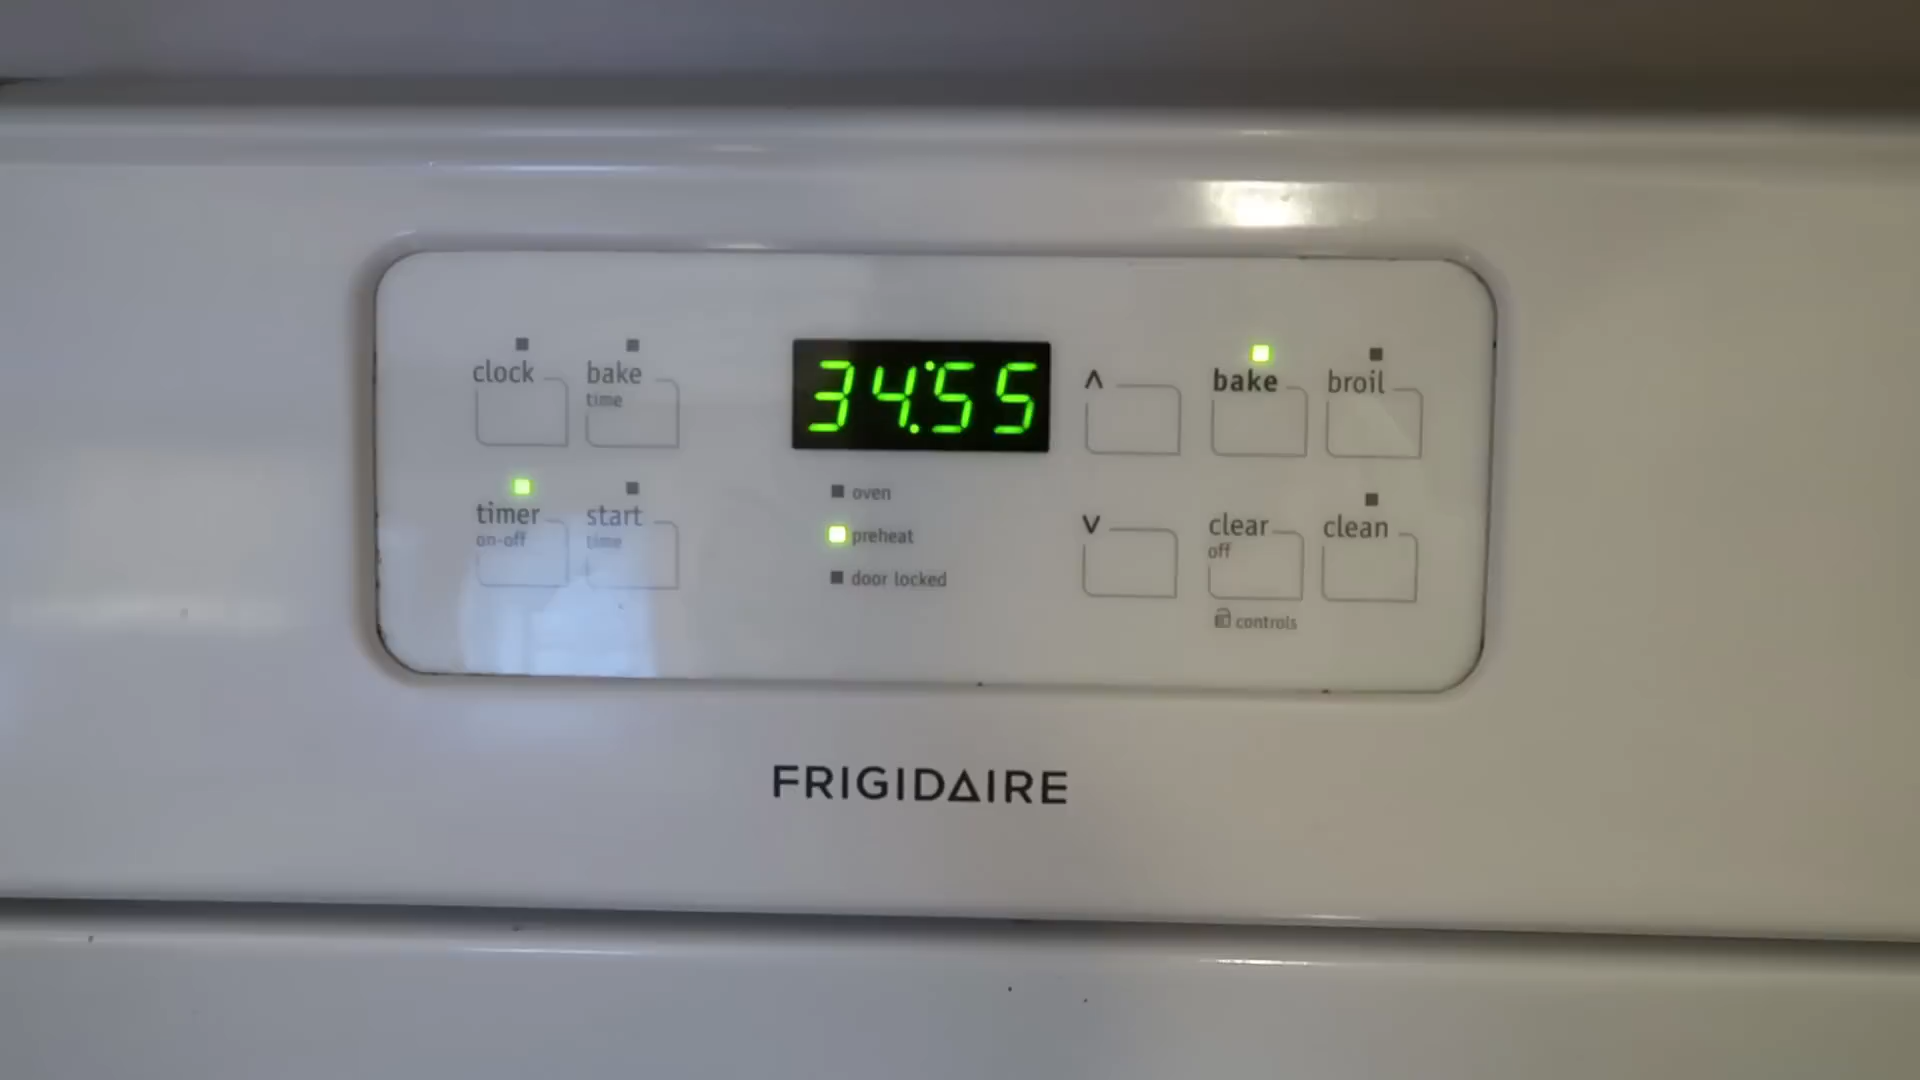 clock
bake
time
34:55
^
bake
broil
timer
on-off
start
time
oven
preheat
door locked
v
clear
off
clean
controls
FRIGIDAIRE